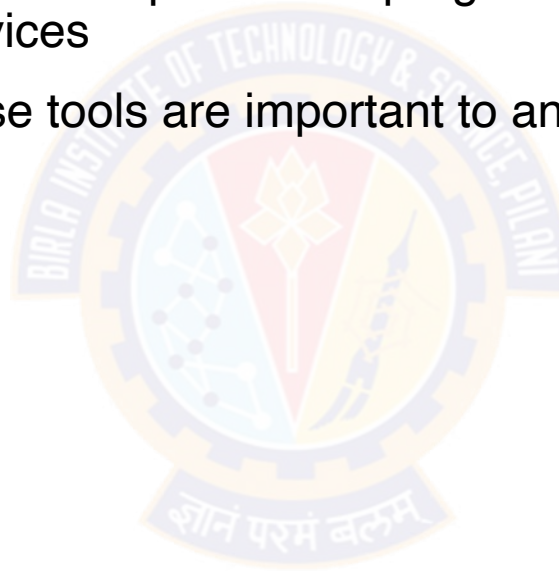 vices
se tools are important to an
BIRLA INSTITUTE OF TECHNOLOGY & SCIENCE, PILANI
ज्ञानं परमं बलम्